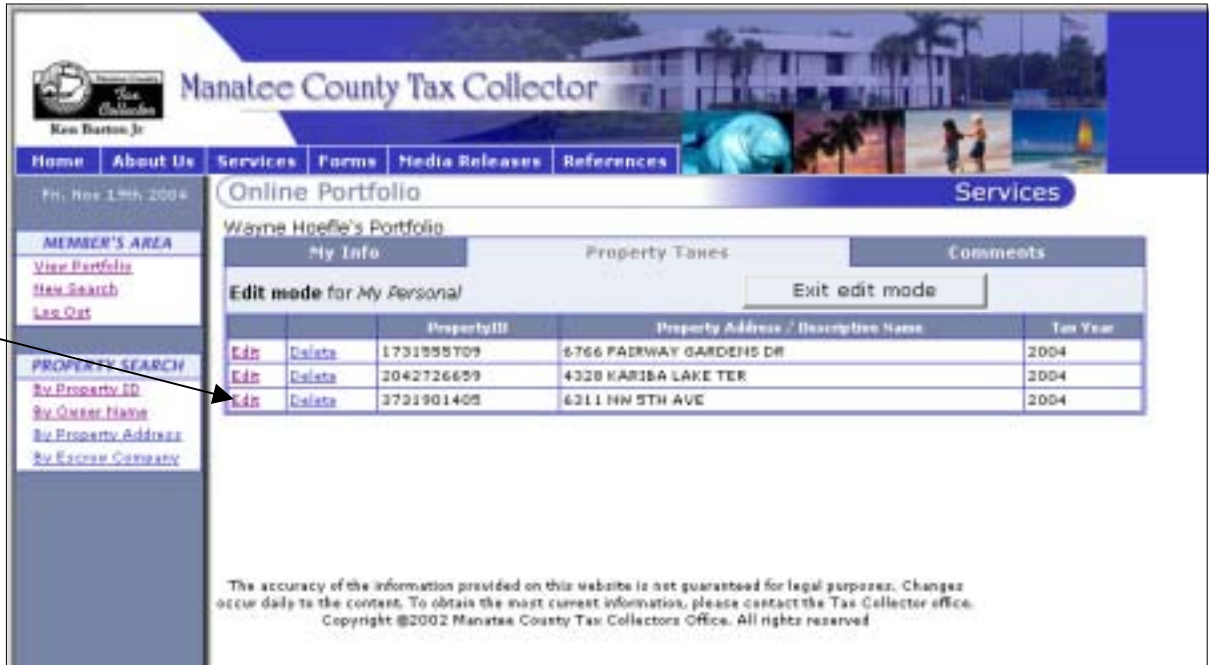 Manatee County
Tax
Collector
Ken Burton Jr
Manatee County Tax Collector
Home About Us Services Forms Media Releases References
Fri. Nov 19th 2004
Online Portfolio
Services
MEMBER'S AREA
View Portfolio
New Search
Log Out
PROPERTY SEARCH
By Property ID
By Owner Name
By Property Address
By Escrow Company
Wayne Hoefle's Portfolio
My Info Property Taxes Comments
Edit mode for My Personal Exit edit mode
PropertyID Property Address / Description Name Tax Year
Edit Delete 1731555709 6766 FAIRWAY GARDENS DR 2004
Edit Delete 2042726659 4328 KARIBA LAKE TER 2004
Edit Delete 3731901405 6311 NW 5TH AVE 2004
The accuracy of the information provided on this website is not guaranteed for legal purposes. Changes
occur daily to the content. To obtain the most current information, please contact the Tax Collector office.
Copyright @2002 Manatee County Tax Collectors Office. All rights reserved